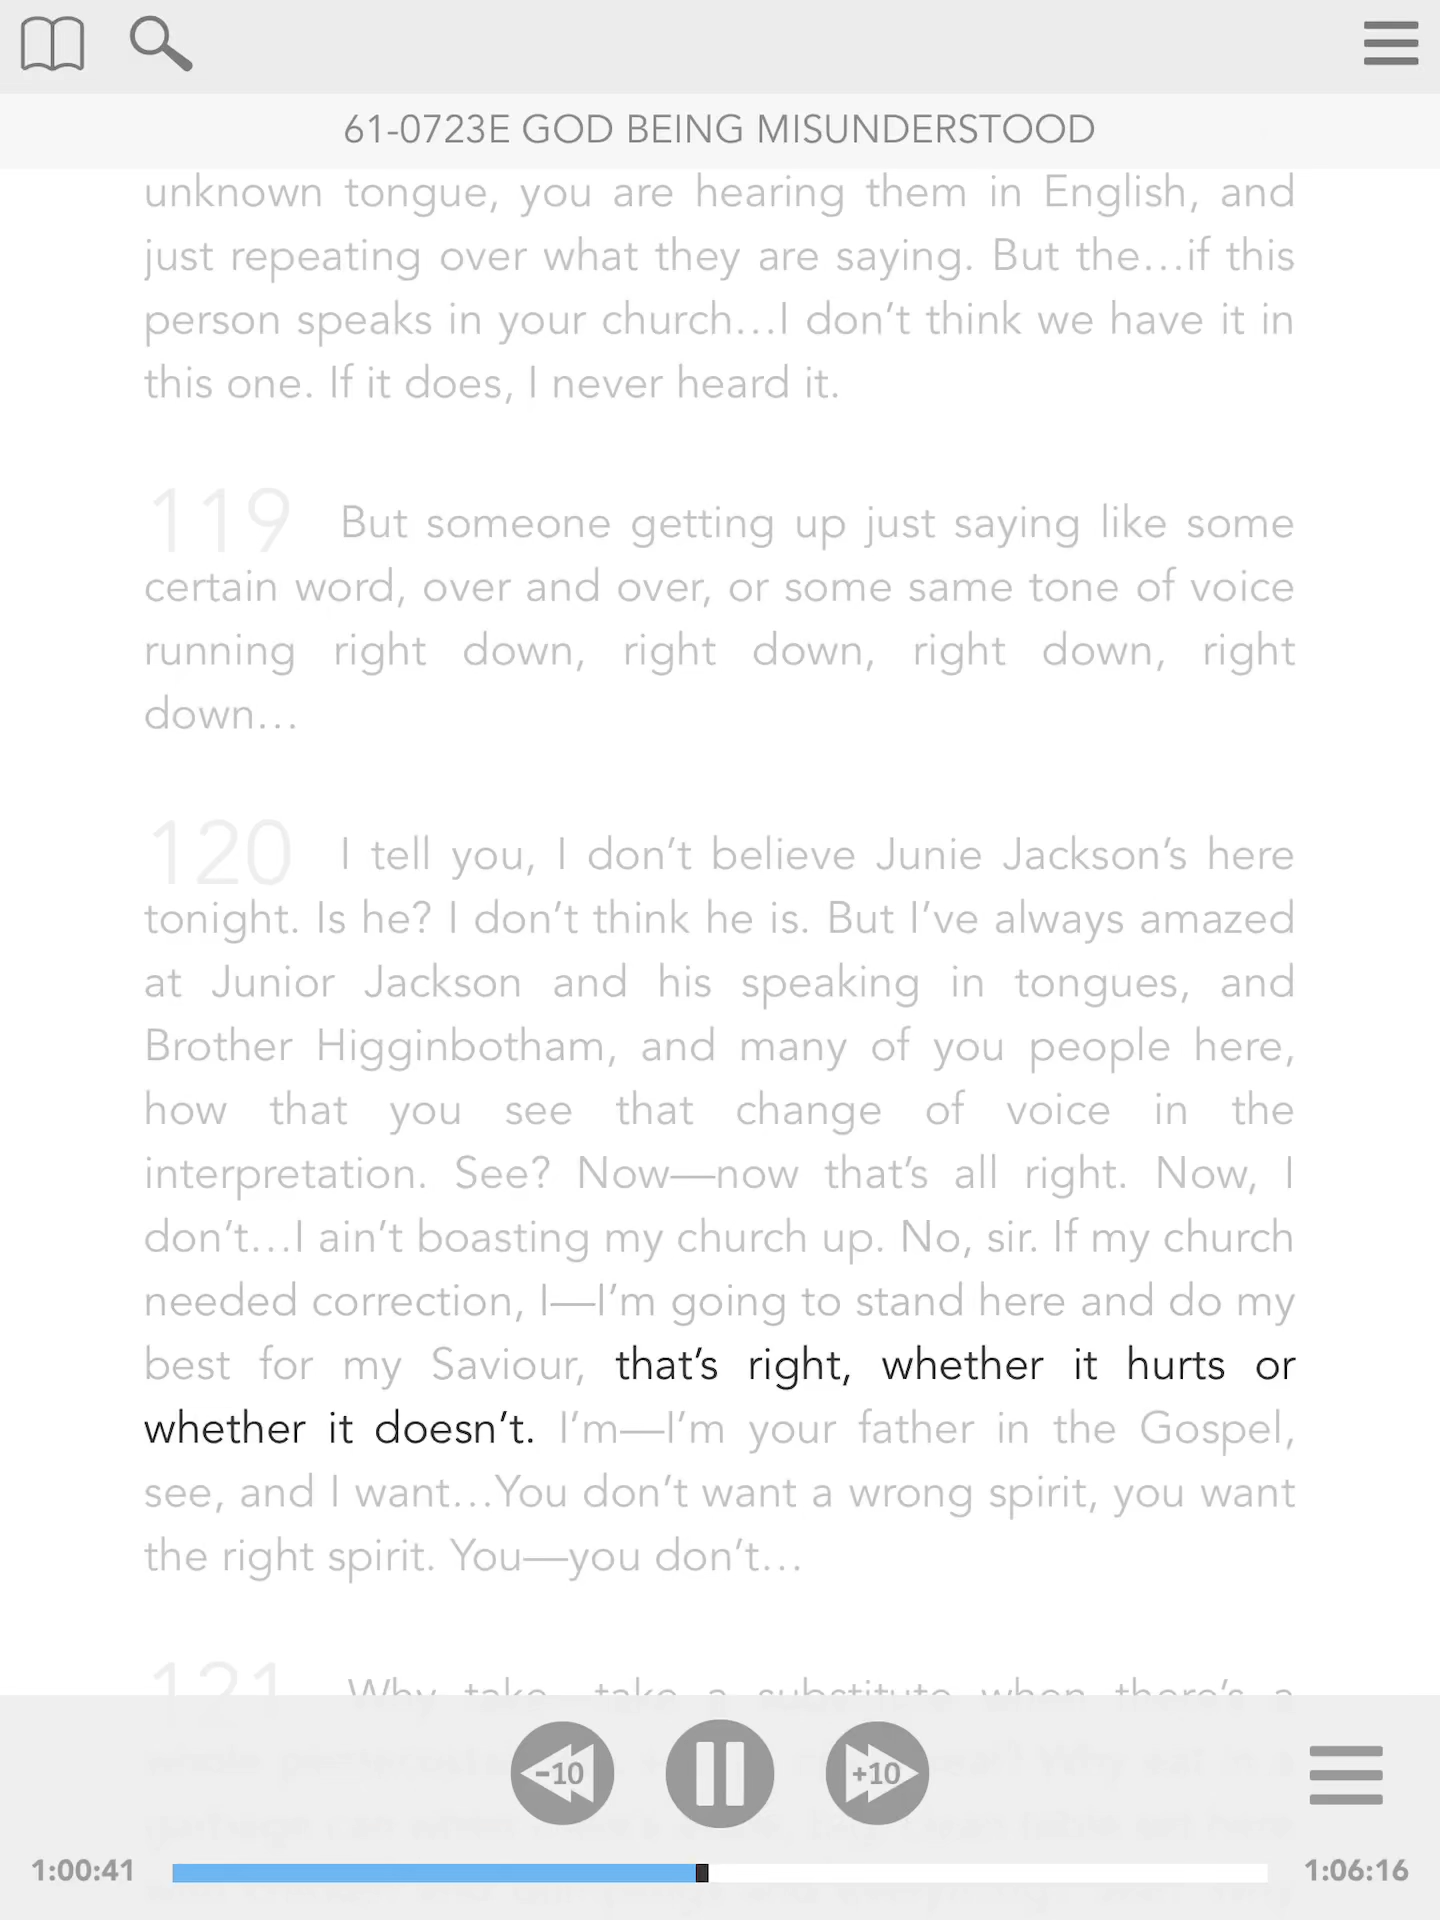 61-0723E GOD BEING MISUNDERSTOOD
unknown tongue, you are hearing them in English, and
just repeating over what they are saying. But the…if this
person speaks in your church…I don’t think we have it in
this one. If it does, I never heard it.
119 But someone getting up just saying like some
certain word, over and over, or some same tone of voice
running right down, right down, right down, right
down…
120 I tell you, I don’t believe Junie Jackson’s here
tonight. Is he? I don’t think he is. But I’ve always amazed
at Junior Jackson and his speaking in tongues, and
Brother Higginbotham, and many of you people here,
how that you see that change of voice in the
interpretation. See? Now—now that’s all right. Now, I
don’t…I ain’t boasting my church up. No, sir. If my church
needed correction, I—I’m going to stand here and do my
best for my Saviour, that’s right, whether it hurts or
whether it doesn’t. I’m—I’m your father in the Gospel,
see, and I want…You don’t want a wrong spirit, you want
the right spirit. You—you don’t…
121 Why take—take a substitute when there’s a
-10 +10
1:00:41 1:06:16